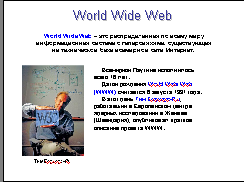 World Wide Web
World Wide Web – это распределенная по всему миру
информационная система с гиперсвязями, существующая
на технической базе всемирной сети Интернет.
Всемирной Паутине исполнилось
всего 16 лет.
Датой рождения World Wide Web
(WWW) считается 6 августа 1991 года.
В этот день Тим Бернерс-Ли,
работавший в Европейском центре
ядерных исследований в Женеве
(Швейцария), опубликовал краткое
описание проекта WWW.
Тим Бернерс-Ли